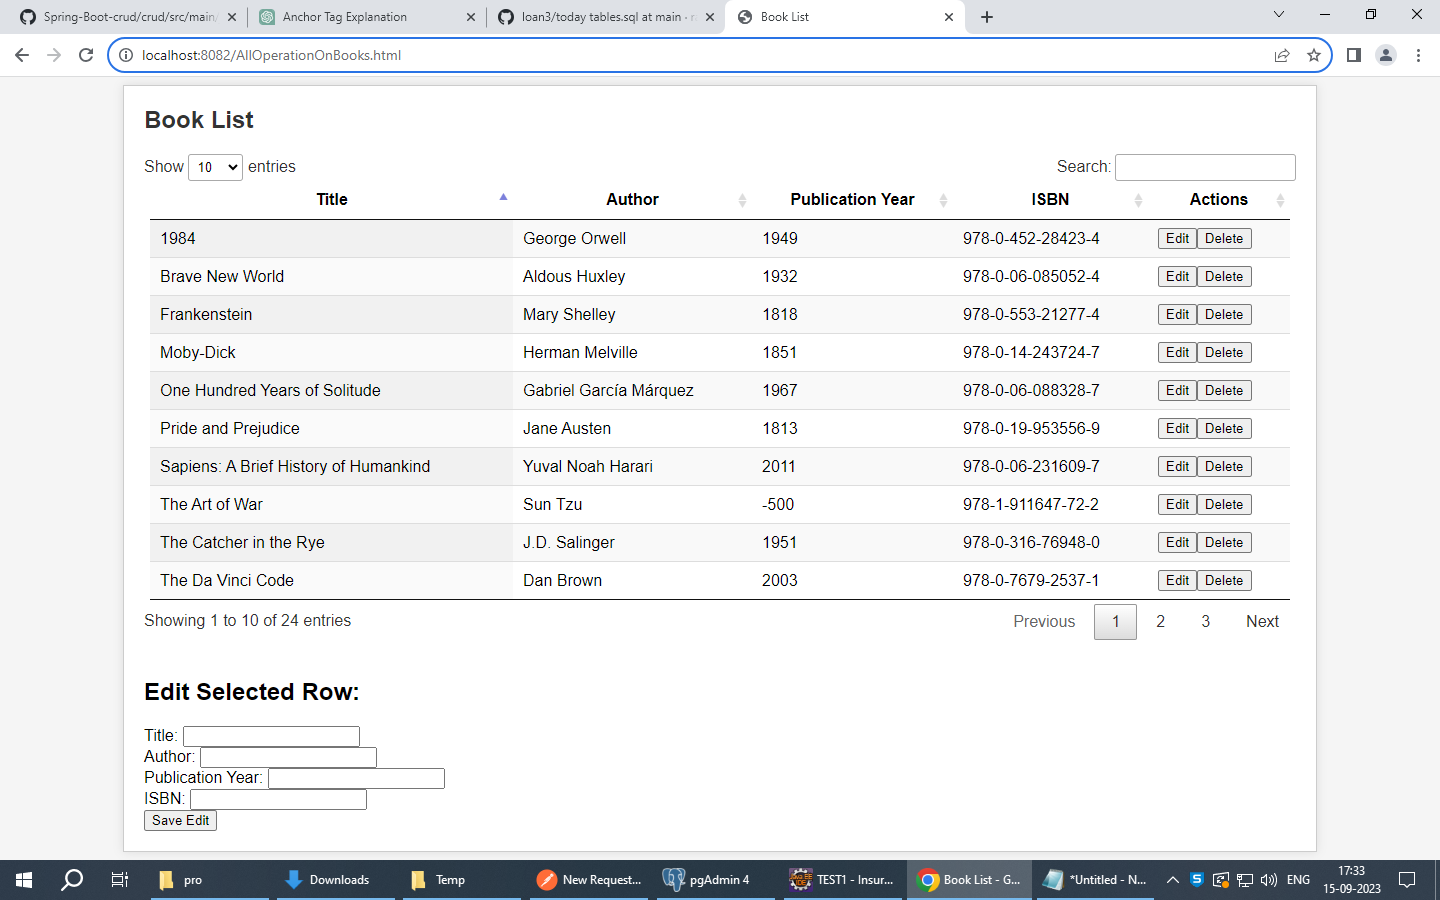 Spring-Boot-crud/crud/src/main/
Anchor Tag Explanation
loan3/today tables.sql at main · r
Book List
localhost:8082/AllOperationOnBooks.html
Book List
Show 10 entries Search:
Title Author Publication Year ISBN Actions
1984 George Orwell 1949 978-0-452-28423-4 Edit Delete
Brave New World Aldous Huxley 1932 978-0-06-085052-4 Edit Delete
Frankenstein Mary Shelley 1818 978-0-553-21277-4 Edit Delete
Moby-Dick Herman Melville 1851 978-0-14-243724-7 Edit Delete
One Hundred Years of Solitude Gabriel García Márquez 1967 978-0-06-088328-7 Edit Delete
Pride and Prejudice Jane Austen 1813 978-0-19-953556-9 Edit Delete
Sapiens: A Brief History of Humankind Yuval Noah Harari 2011 978-0-06-231609-7 Edit Delete
The Art of War Sun Tzu -500 978-1-911647-72-2 Edit Delete
The Catcher in the Rye J.D. Salinger 1951 978-0-316-76948-0 Edit Delete
The Da Vinci Code Dan Brown 2003 978-0-7679-2537-1 Edit Delete
Showing 1 to 10 of 24 entries Previous 1 2 3 Next
Edit Selected Row:
Title:
Author:
Publication Year:
ISBN:
Save Edit
pro
Downloads
Temp
New Request...
pgAdmin 4
TEST1 - Insur...
Book List - G...
*Untitled - N...
ENG
17:33
15-09-2023